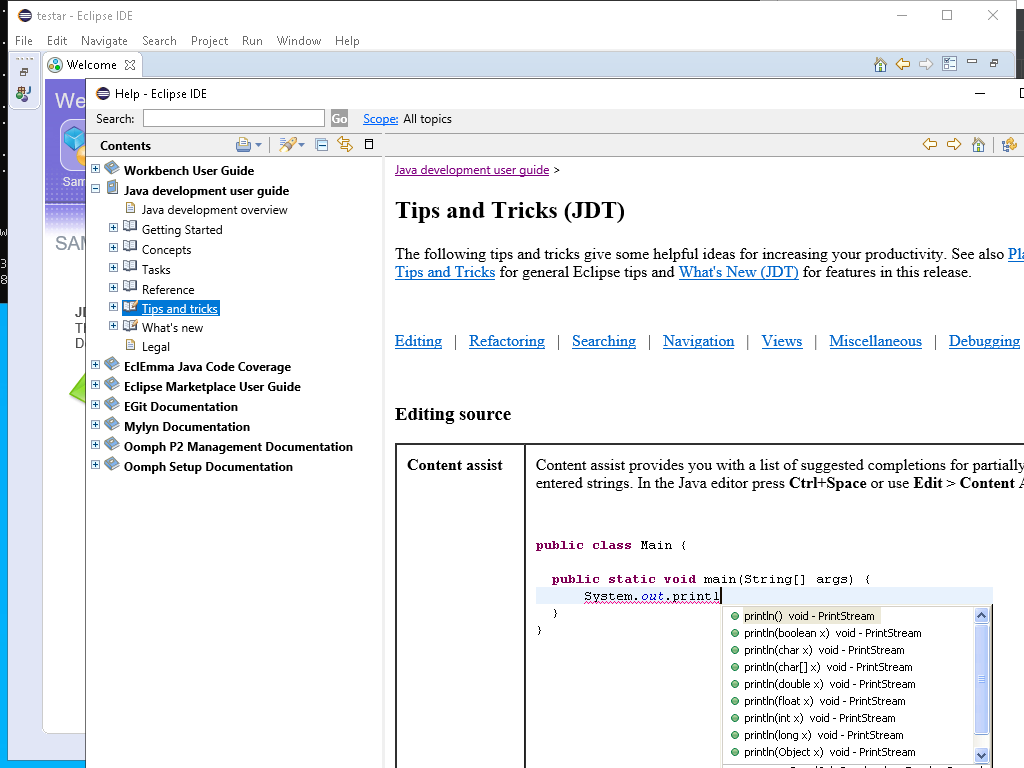 testar - Eclipse IDE
File Edit Navigate Search Project Run Window Help
Welcome
We
Sam
SAM
JD
Th
D
W
3
8
Help - Eclipse IDE
Search: Go Scope: All topics
Contents
Workbench User Guide
Java development user guide
Java development overview
Getting Started
Concepts
Tasks
Reference
Tips and tricks
What's new
Legal
EclEmma Java Code Coverage
Eclipse Marketplace User Guide
EGit Documentation
Mylyn Documentation
Oomph P2 Management Documentation
Oomph Setup Documentation
Java development user guide >
Tips and Tricks (JDT)
The following tips and tricks give some helpful ideas for increasing your productivity. See also Pla
Tips and Tricks for general Eclipse tips and What's New (JDT) for features in this release.
Editing | Refactoring | Searching | Navigation | Views | Miscellaneous | Debugging
Editing source
Content assist
Content assist provides you with a list of suggested completions for partially
entered strings. In the Java editor press Ctrl+Space or use Edit > Content A
public class Main {
public static void main(String[] args) {
System.out.printl
}
}
println() void - PrintStream
println(boolean x) void - PrintStream
println(char x) void - PrintStream
println(char[] x) void - PrintStream
println(double x) void - PrintStream
println(float x) void - PrintStream
println(int x) void - PrintStream
println(long x) void - PrintStream
println(Object x) void - PrintStream